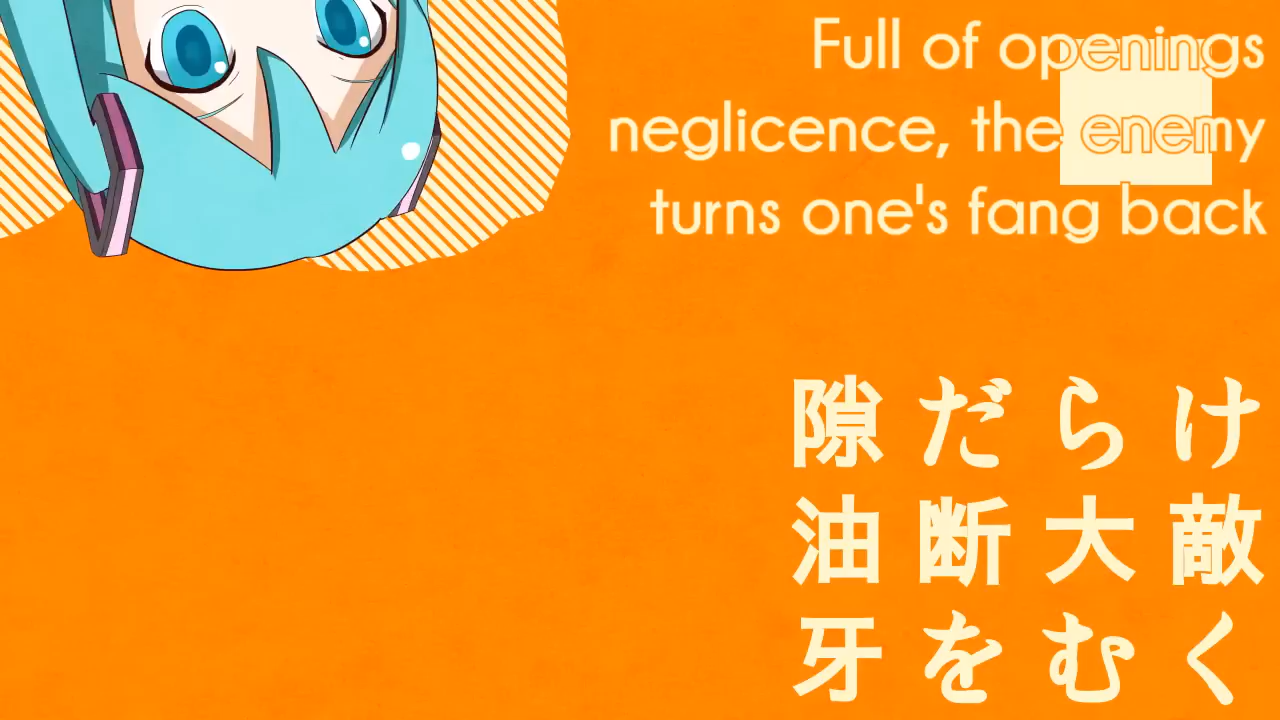 Full of openings
neglicence, the enemy
turns one's fang back
隙だらけ
油断大敵
牙をむく